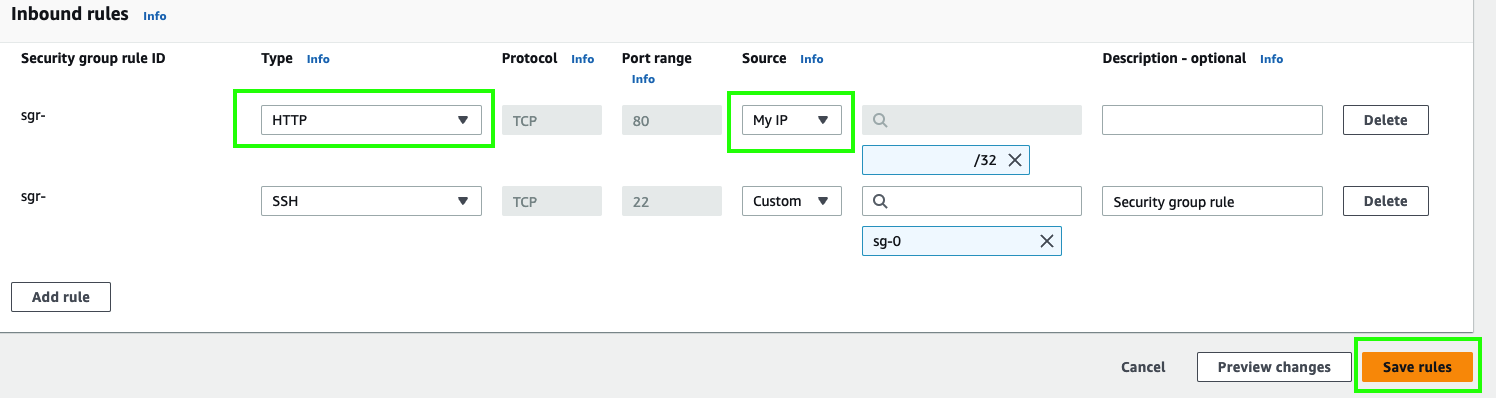 Inbound rules Info
Security group rule ID Type Info Protocol Info Port range Info Source Info Description - optional Info
sgr- HTTP TCP 80 My IP Delete
/32
sgr- SSH TCP 22 Custom Security group rule Delete
sg-0
Add rule
Cancel Preview changes Save rules